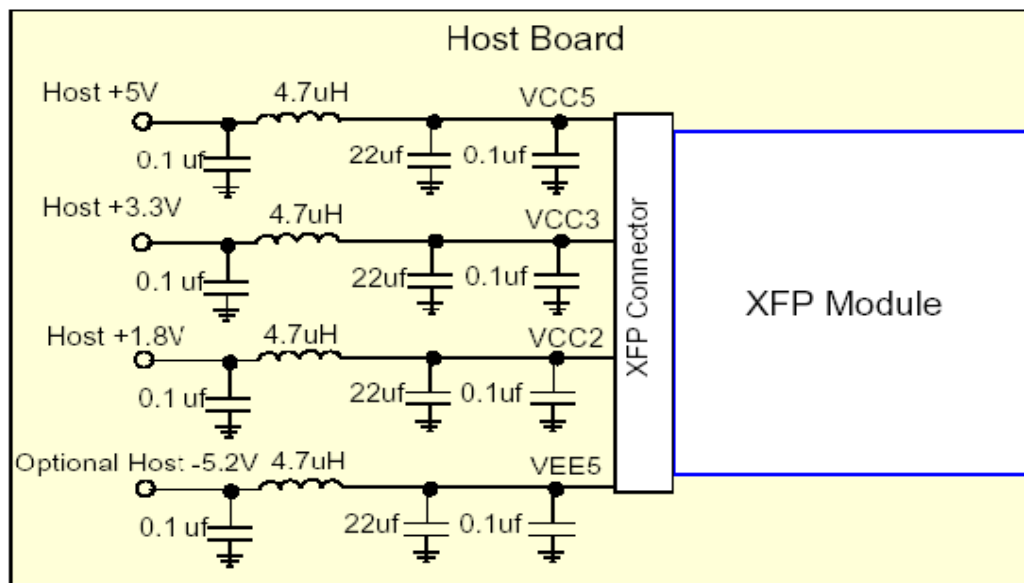 Host Board
Host +5V
4.7uH
VCC5
0.1 uf
22uf
0.1uf
Host +3.3V
4.7uH
VCC3
0.1 uf
22uf
0.1uf
Host +1.8V
4.7uH
VCC2
0.1 uf
22uf
0.1uf
Optional Host -5.2V
4.7uH
VEE5
0.1 uf
22uf
0.1uf
XFP Connector
XFP Module